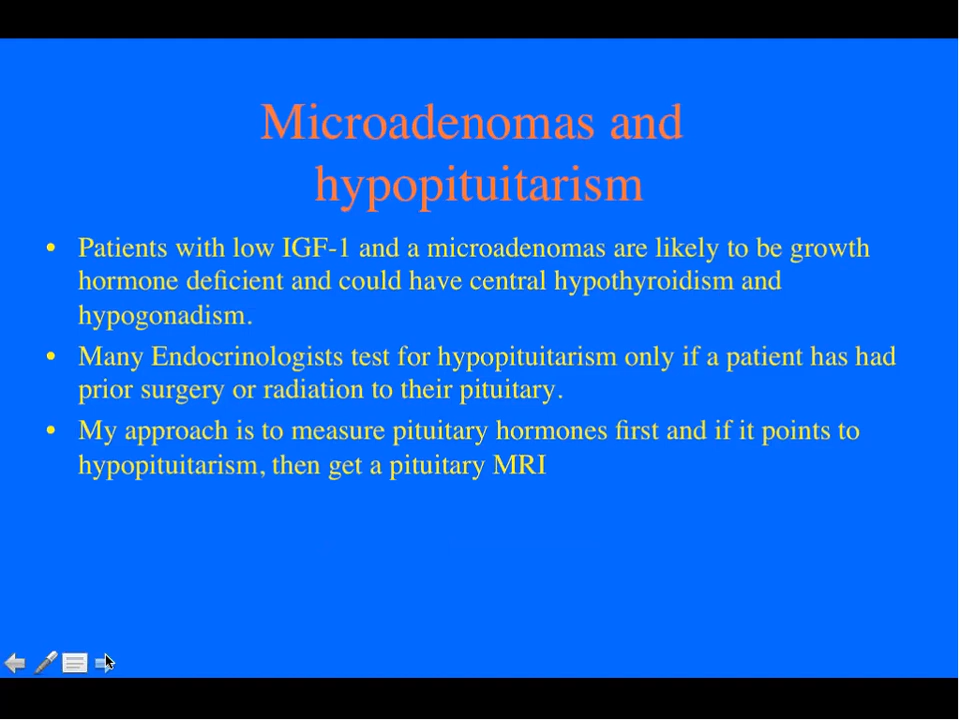 Microadenomas and
hypopituitarism
• Patients with low IGF-1 and a microadenomas are likely to be growth
hormone deficient and could have central hypothyroidism and
hypogonadism.
• Many Endocrinologists test for hypopituitarism only if a patient has had
prior surgery or radiation to their pituitary.
• My approach is to measure pituitary hormones first and if it points to
hypopituitarism, then get a pituitary MRI